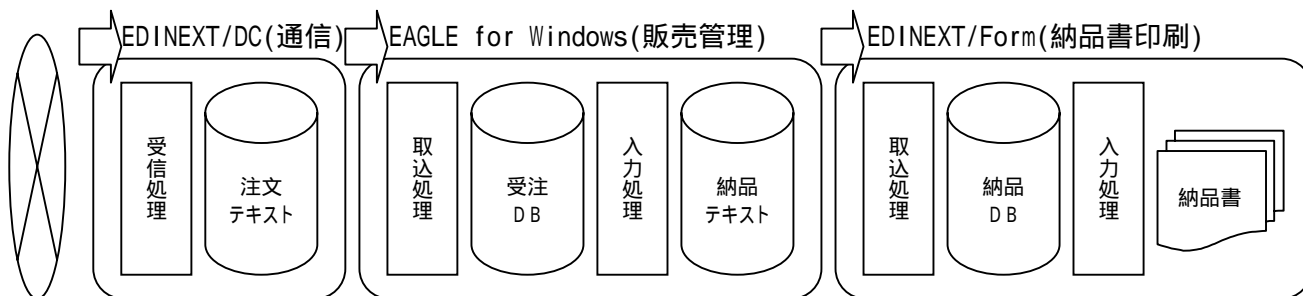 EDINEXT/DC(通信)
EAGLE for Windows(販売管理)
EDINEXT/Form(納品書印刷)
受信処理
注文
テキスト
取込処理
受注
DB
入力処理
納品
テキスト
取込処理
納品
DB
入力処理
納品書